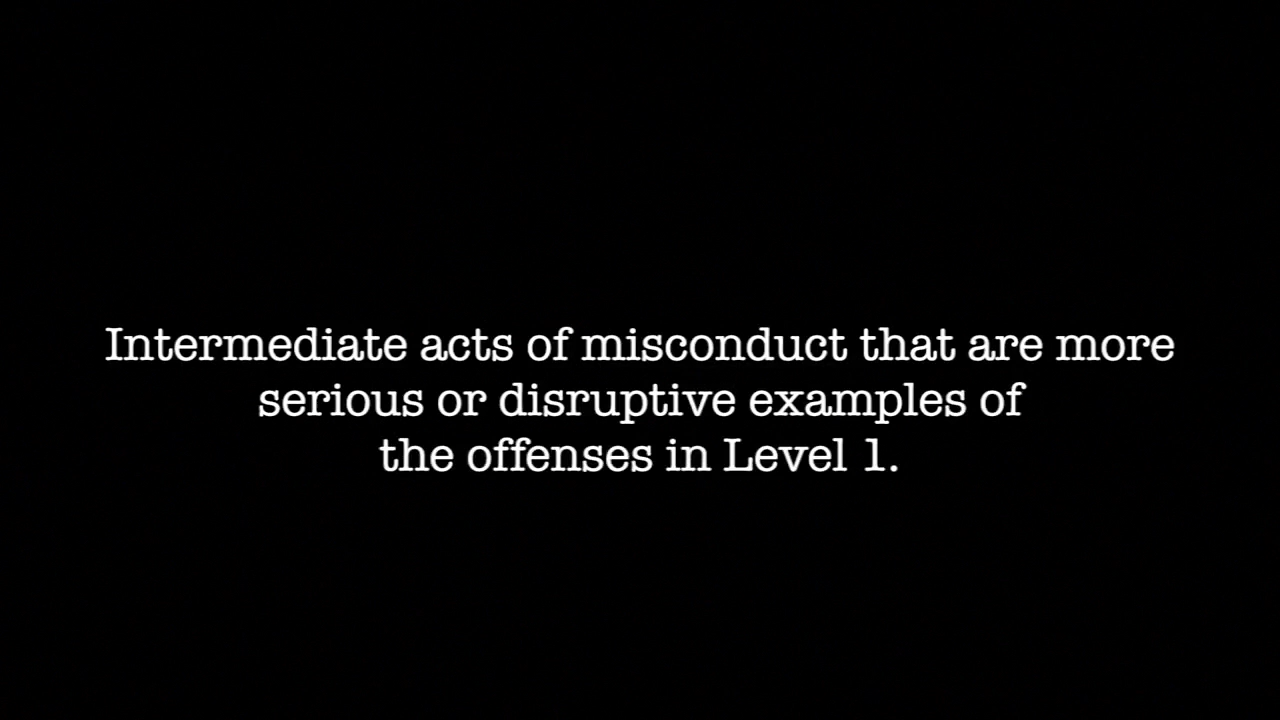 Intermediate acts of misconduct that are more
serious or disruptive examples of
the offenses in Level 1.